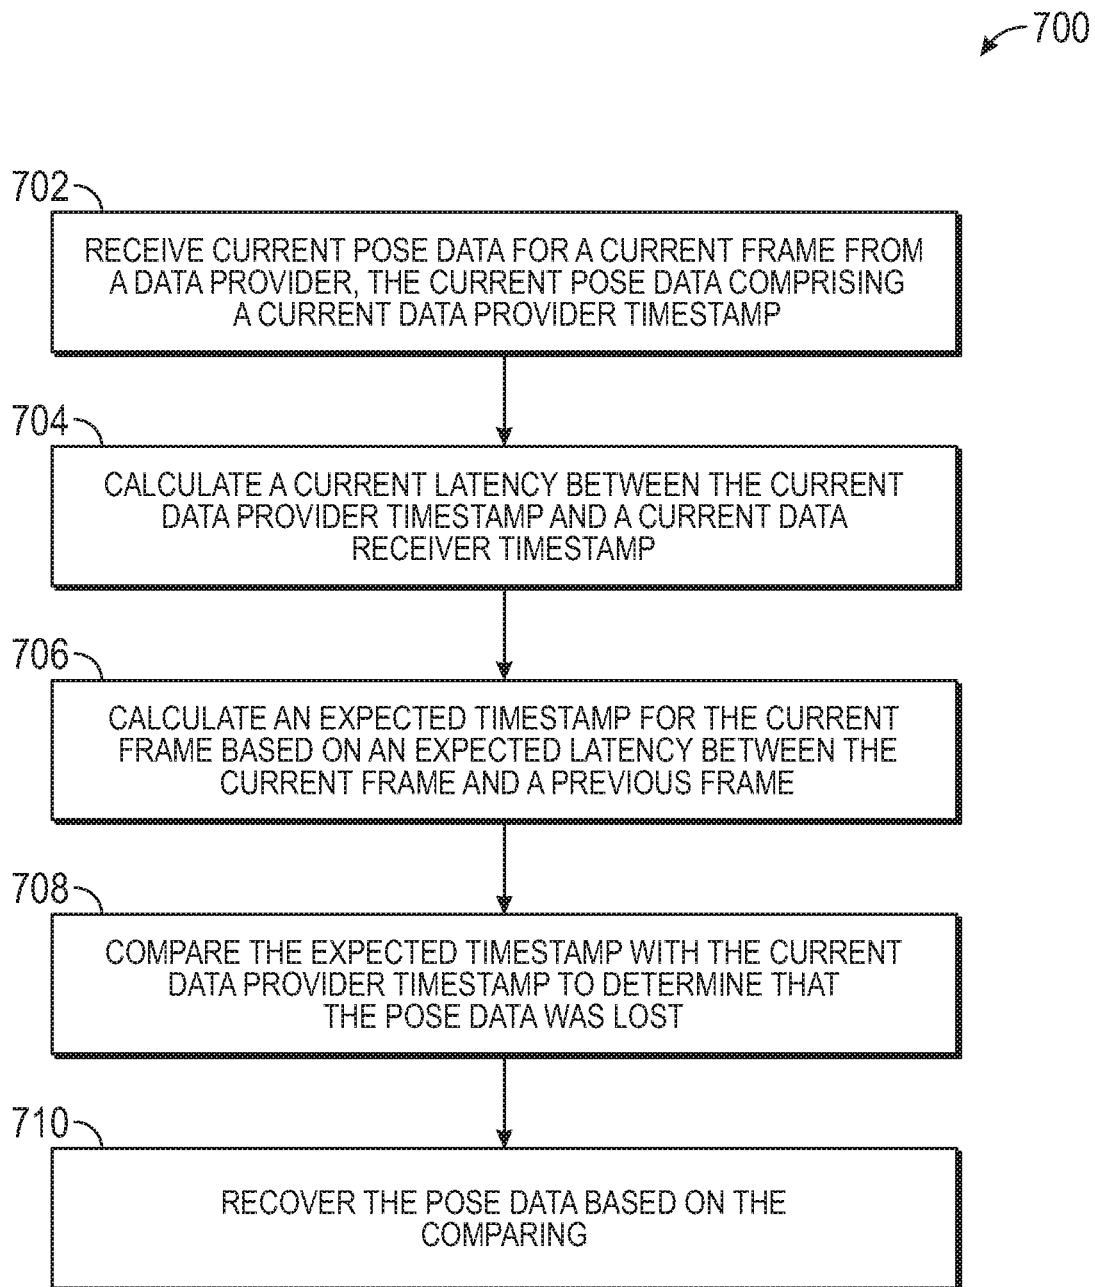 700
702
RECEIVE CURRENT POSE DATA FOR A CURRENT FRAME FROM
A DATA PROVIDER, THE CURRENT POSE DATA COMPRISING
A CURRENT DATA PROVIDER TIMESTAMP
704
CALCULATE A CURRENT LATENCY BETWEEN THE CURRENT
DATA PROVIDER TIMESTAMP AND A CURRENT DATA
RECEIVER TIMESTAMP
706
CALCULATE AN EXPECTED TIMESTAMP FOR THE CURRENT
FRAME BASED ON AN EXPECTED LATENCY BETWEEN THE
CURRENT FRAME AND A PREVIOUS FRAME
708
COMPARE THE EXPECTED TIMESTAMP WITH THE CURRENT
DATA PROVIDER TIMESTAMP TO DETERMINE THAT
THE POSE DATA WAS LOST
710
RECOVER THE POSE DATA BASED ON THE
COMPARING